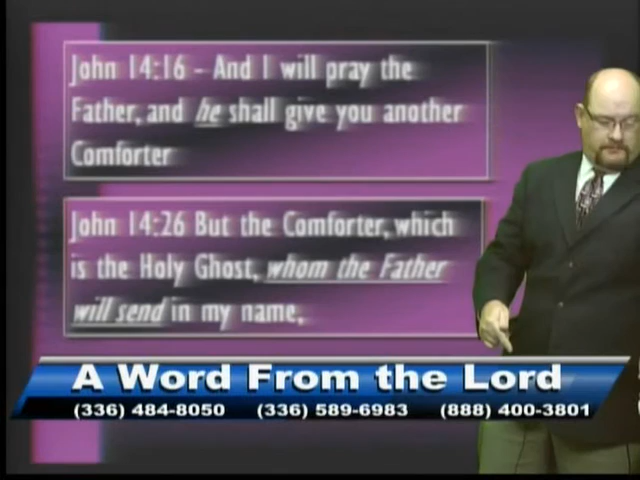 John 14:16 - And I will pray the
Father, and he shall give you another
Comforter
John 14:26 But the Comforter, which
is the Holy Ghost, whom the Father
will send in my name,
A Word From the Lord
(336) 484-8050 (336) 589-6983 (888) 400-3801